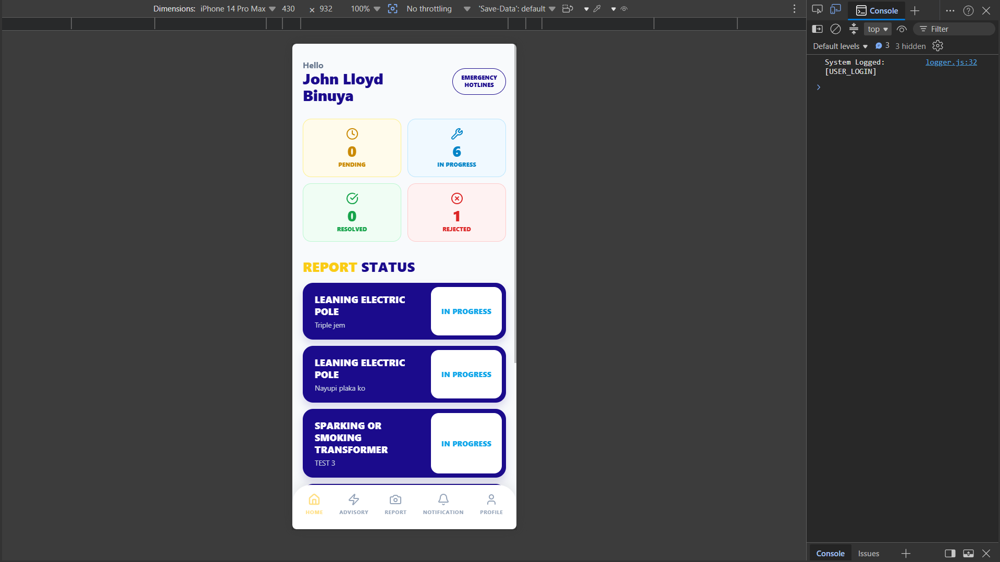 Dimensions: iPhone 14 Pro Max 430 × 932 100% No throttling 'Save-Data': default
Hello
John Lloyd
Binuya
EMERGENCY
HOTLINES
0
PENDING
6
IN PROGRESS
0
RESOLVED
1
REJECTED
REPORT STATUS
LEANING ELECTRIC
POLE
Triple jem
IN PROGRESS
LEANING ELECTRIC
POLE
Nayupi plaka ko
IN PROGRESS
SPARKING OR
SMOKING
TRANSFORMER
TEST 3
IN PROGRESS
HOME ADVISORY REPORT NOTIFICATION PROFILE
Console
top Filter
Default levels 3 3 hidden
System Logged: logger.js:32
[USER_LOGIN]
Console Issues